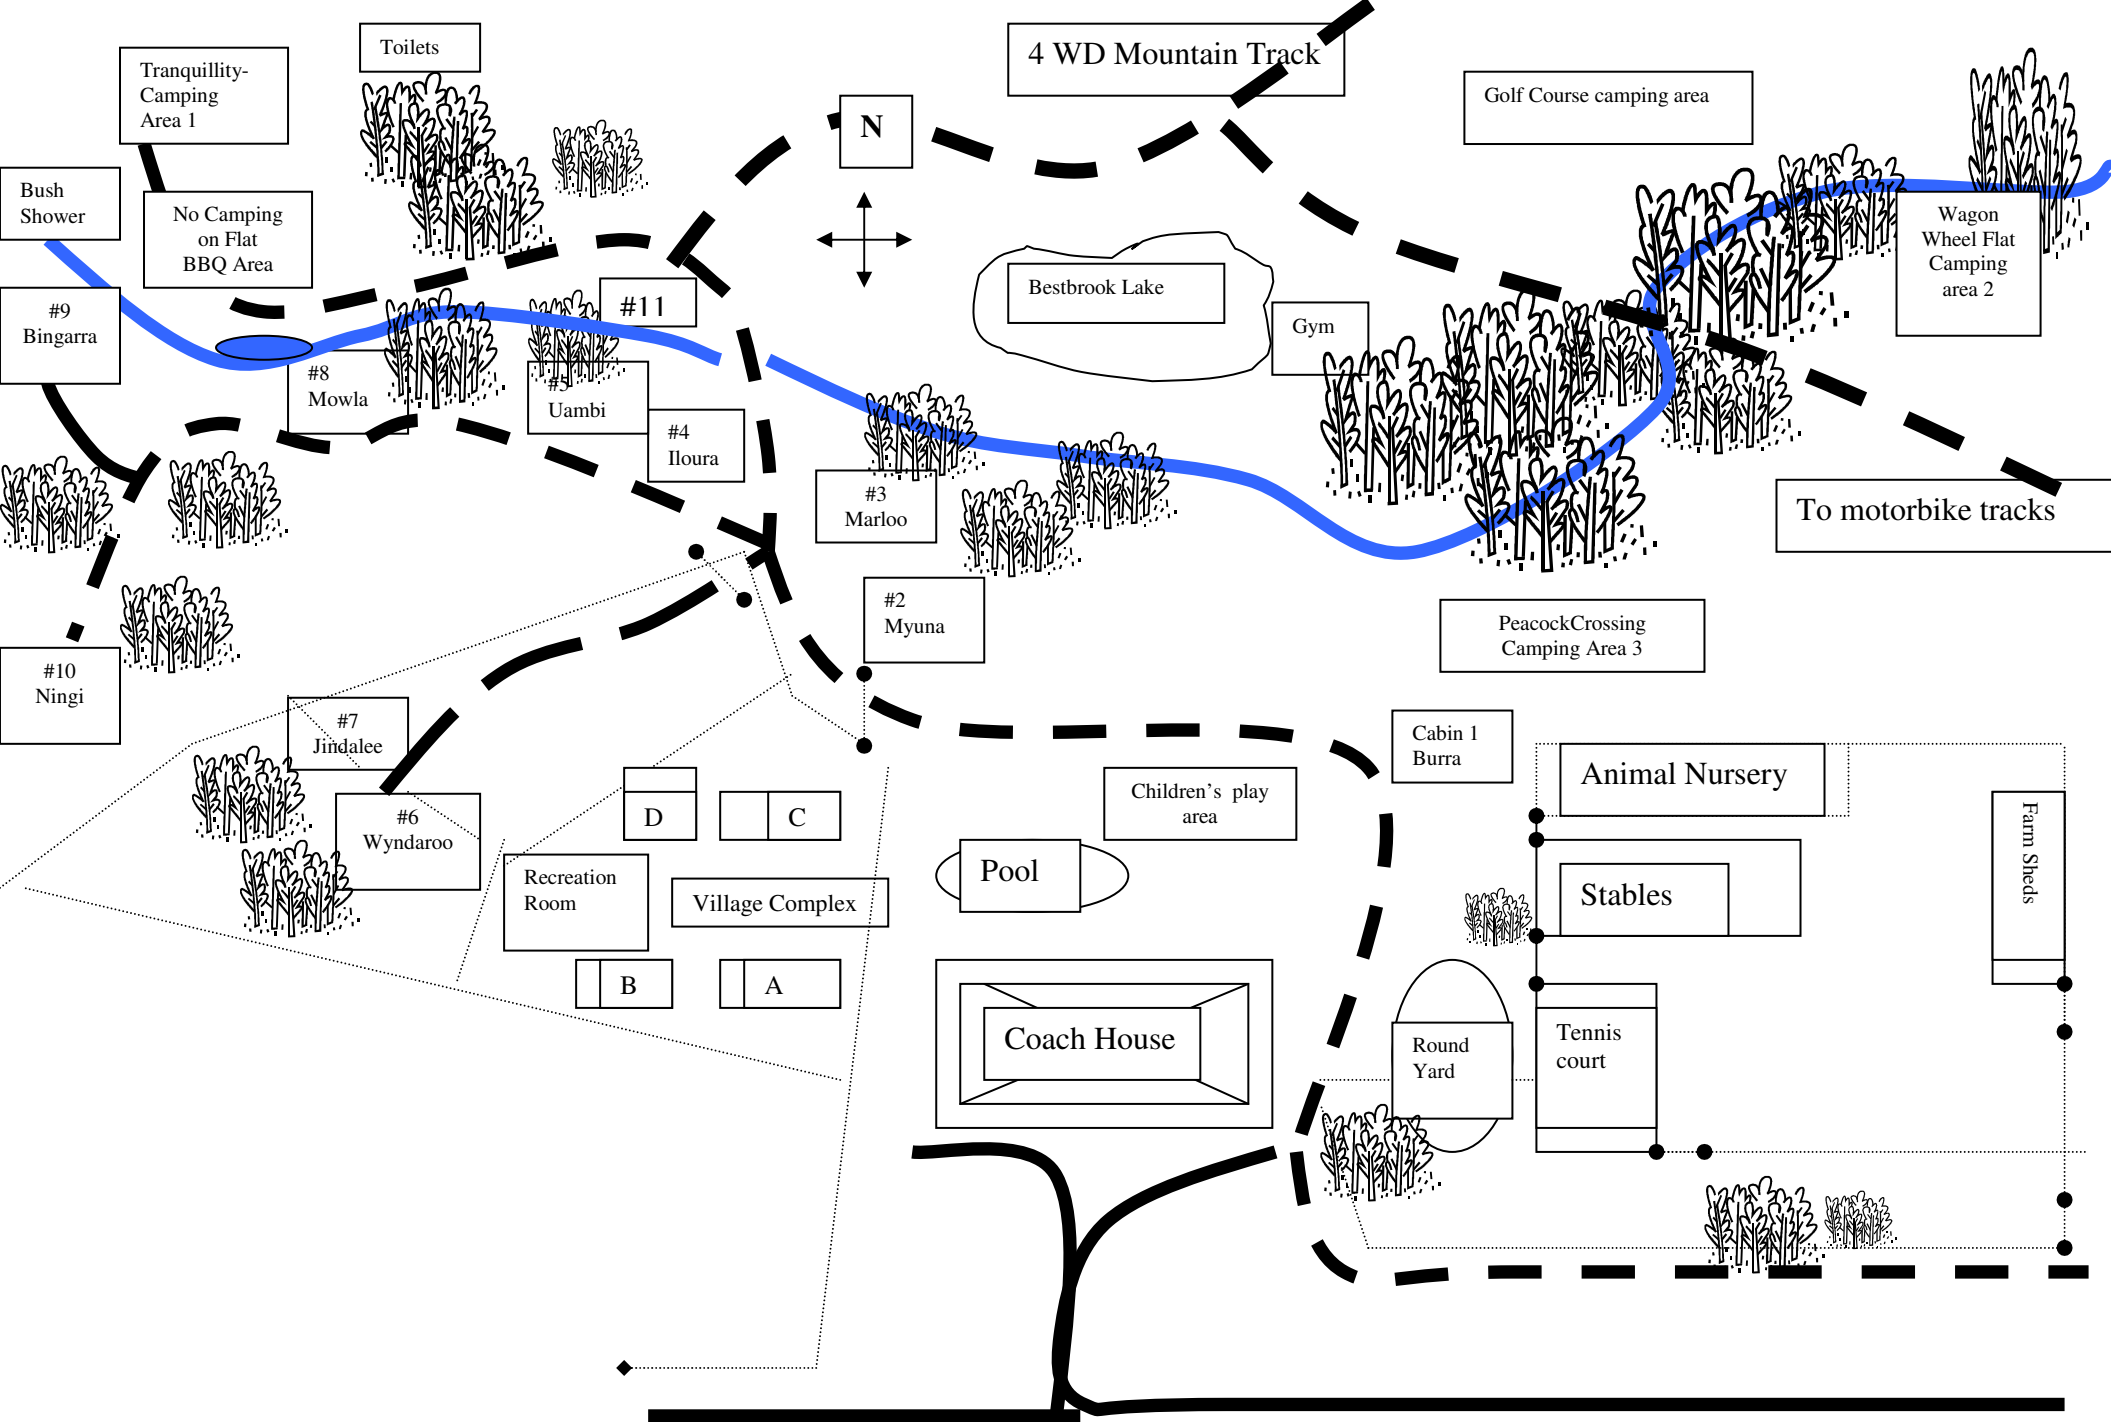 Toilets
4 WD Mountain Track
Tranquillity-
Camping
Area 1
Golf Course camping area
N
Bush
Shower
No Camping
on Flat
BBQ Area
Wagon
Wheel Flat
Camping
area 2
Bestbrook Lake
#11
Gym
#9
Bingarra
#8
Mowla
#5
Uambi
#4
Iloura
#3
Marloo
To motorbike tracks
#2
Myuna
PeacockCrossing
Camping Area 3
#10
Ningi
#7
Jindalee
Cabin 1
Burra
Animal Nursery
Children's play
area
#6
Wyndaroo
D
C
Farm Sheds
Pool
Recreation
Room
Village Complex
Stables
B
A
Coach House
Round
Yard
Tennis
court